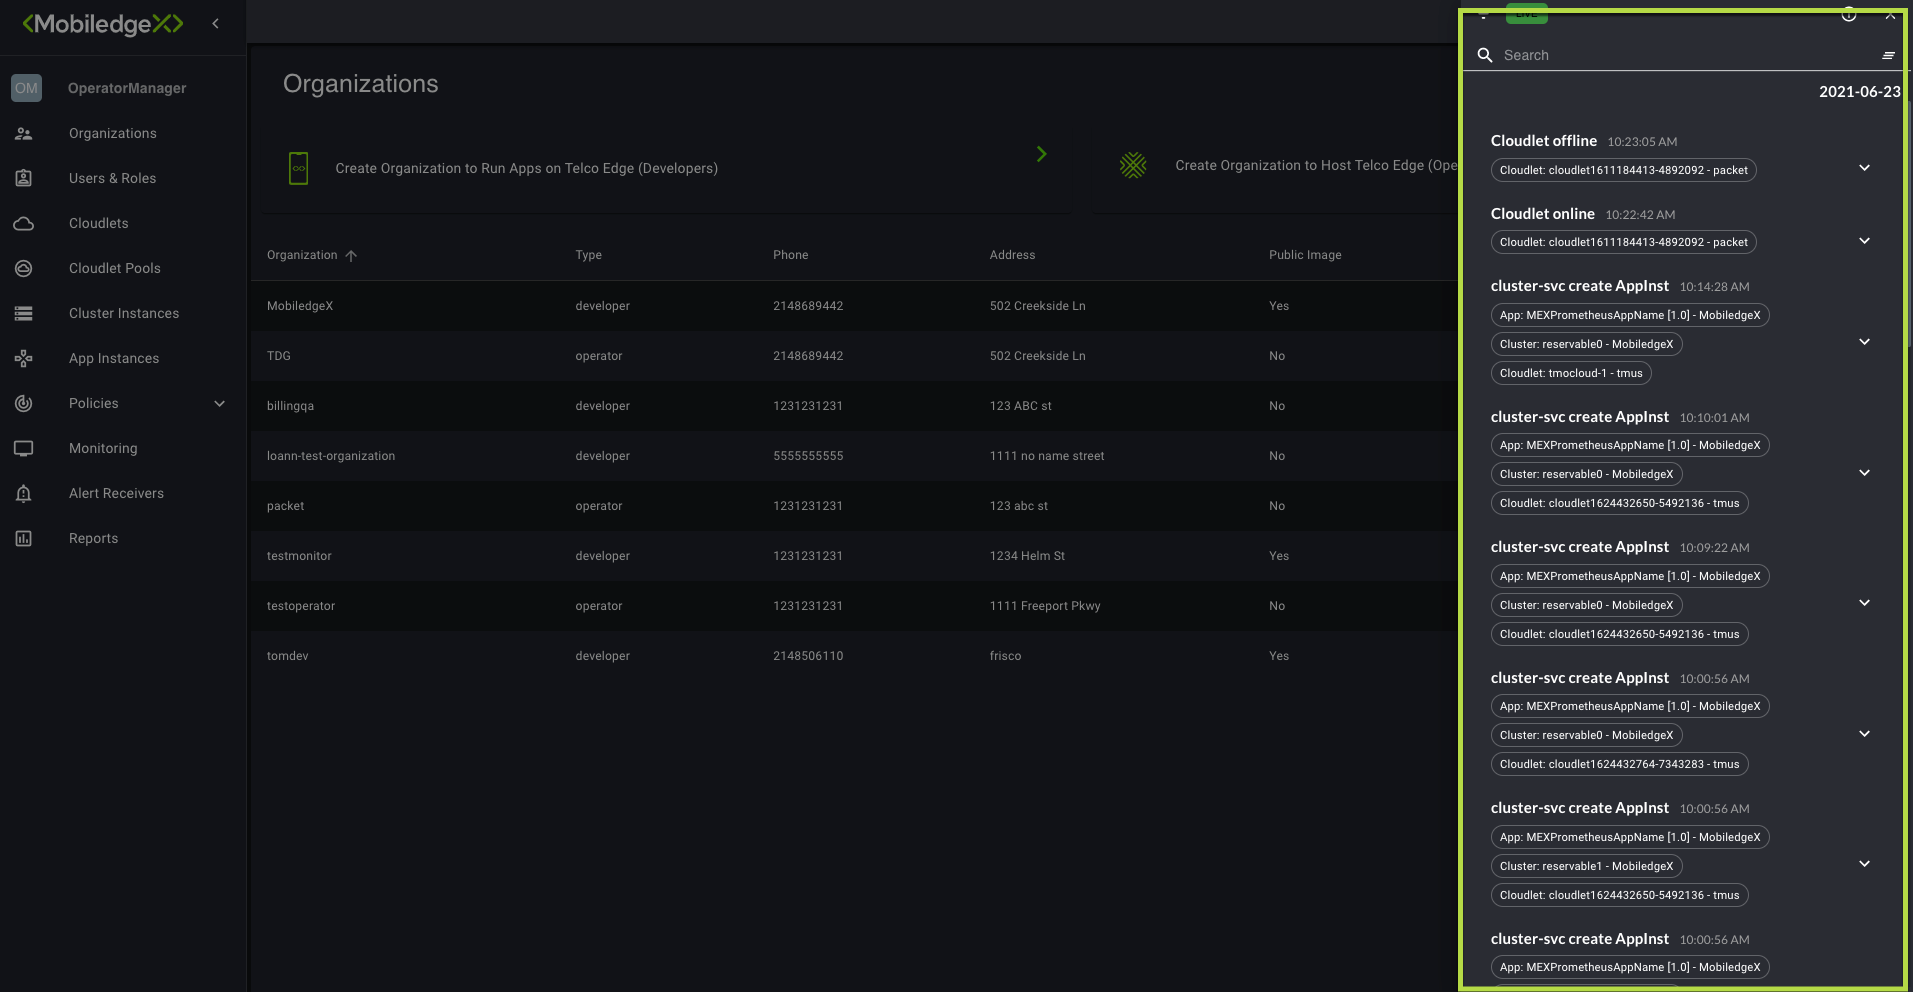 <MobiledgeX>
OM OperatorManager
Organizations
Users & Roles
Cloudlets
Cloudlet Pools
Cluster Instances
App Instances
Policies
Monitoring
Alert Receivers
Reports
Organizations
Create Organization to Run Apps on Telco Edge (Developers)
Create Organization to Host Telco Edge (Ope
Organization Type Phone Address Public Image
MobiledgeX developer 2148689442 502 Creekside Ln Yes
TDG operator 2148689442 502 Creekside Ln No
billingqa developer 1231231231 123 ABC st No
loann-test-organization developer 5555555555 1111 no name street No
packet operator 1231231231 123 abc st No
testmonitor developer 1231231231 1234 Helm St Yes
testoperator operator 1231231231 1111 Freeport Pkwy No
tomdev developer 2148506110 frisco Yes
LIVE
Search
2021-06-23
Cloudlet offline 10:23:05 AM
Cloudlet: cloudlet1611184413-4892092 - packet
Cloudlet online 10:22:42 AM
Cloudlet: cloudlet1611184413-4892092 - packet
cluster-svc create AppInst 10:14:28 AM
App: MEXPrometheusAppName [1.0] - MobiledgeX
Cluster: reservable0 - MobiledgeX
Cloudlet: tmocloud-1 - tmus
cluster-svc create AppInst 10:10:01 AM
App: MEXPrometheusAppName [1.0] - MobiledgeX
Cluster: reservable0 - MobiledgeX
Cloudlet: cloudlet1624432650-5492136 - tmus
cluster-svc create AppInst 10:09:22 AM
App: MEXPrometheusAppName [1.0] - MobiledgeX
Cluster: reservable0 - MobiledgeX
Cloudlet: cloudlet1624432650-5492136 - tmus
cluster-svc create AppInst 10:00:56 AM
App: MEXPrometheusAppName [1.0] - MobiledgeX
Cluster: reservable0 - MobiledgeX
Cloudlet: cloudlet1624432764-7343283 - tmus
cluster-svc create AppInst 10:00:56 AM
App: MEXPrometheusAppName [1.0] - MobiledgeX
Cluster: reservable1 - MobiledgeX
Cloudlet: cloudlet1624432650-5492136 - tmus
cluster-svc create AppInst 10:00:56 AM
App: MEXPrometheusAppName [1.0] - MobiledgeX